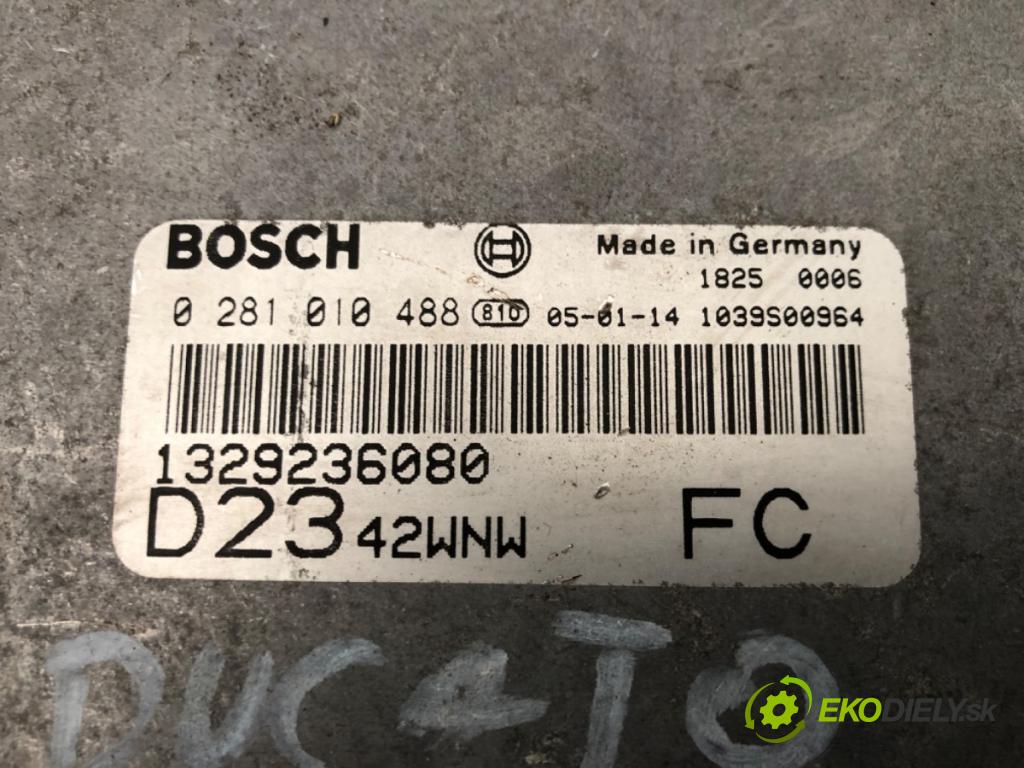 BOSCH Made in Germany
1825 0006
0 281 010 488 810 05-01-14 1039S00964
1329236080
D23 42WNW FC
DUCATO
EKODIELY.sk